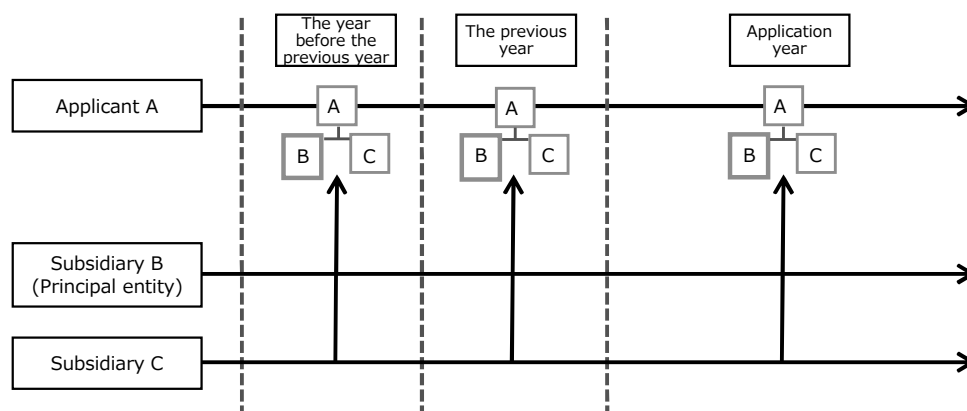 The year
before the
previous year
The previous
year
Application
year
Applicant A
A
A
A
B
C
B
C
B
C
Subsidiary B
(Principal entity)
Subsidiary C